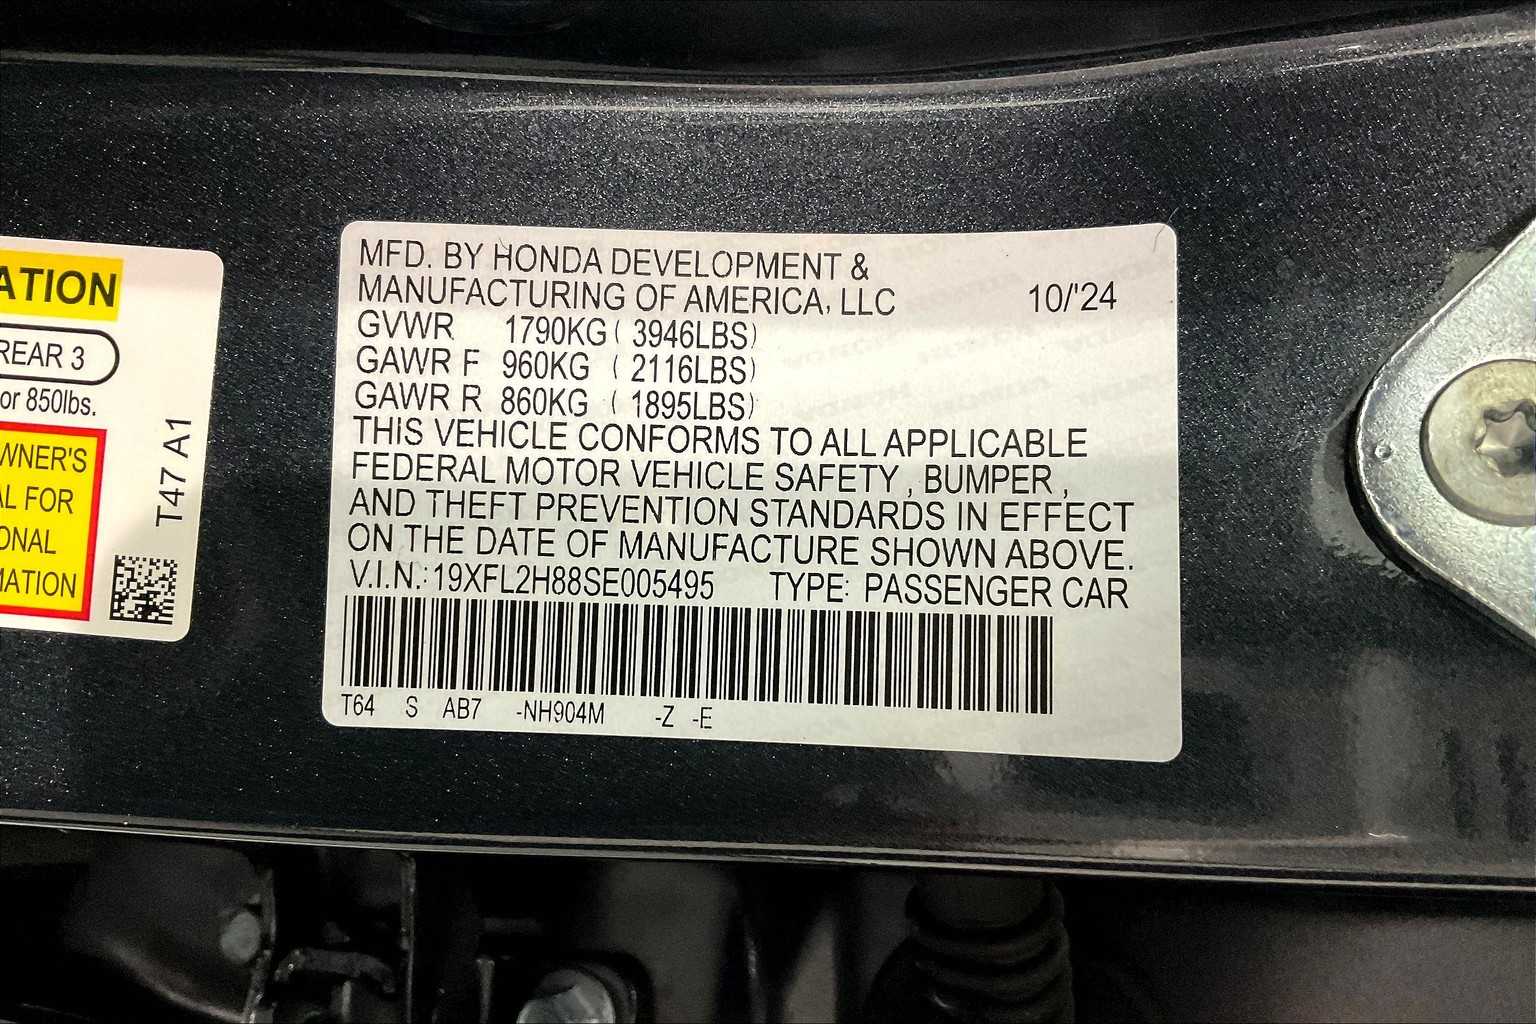 ATION
REAR 3
or 850lbs.
WNER'S
AL FOR
ONAL
MATION
T47 A1
MFD. BY HONDA DEVELOPMENT &
MANUFACTURING OF AMERICA, LLC
10/'24
GVWR 1790KG ( 3946LBS)
GAWR F 960KG ( 2116LBS)
GAWR R 860KG ( 1895LBS)
THIS VEHICLE CONFORMS TO ALL APPLICABLE
FEDERAL MOTOR VEHICLE SAFETY , BUMPER ,
AND THEFT PREVENTION STANDARDS IN EFFECT
ON THE DATE OF MANUFACTURE SHOWN ABOVE.
V.I.N.: 19XFL2H88SE005495 TYPE: PASSENGER CAR
T64 S AB7 -NH904M -Z -E